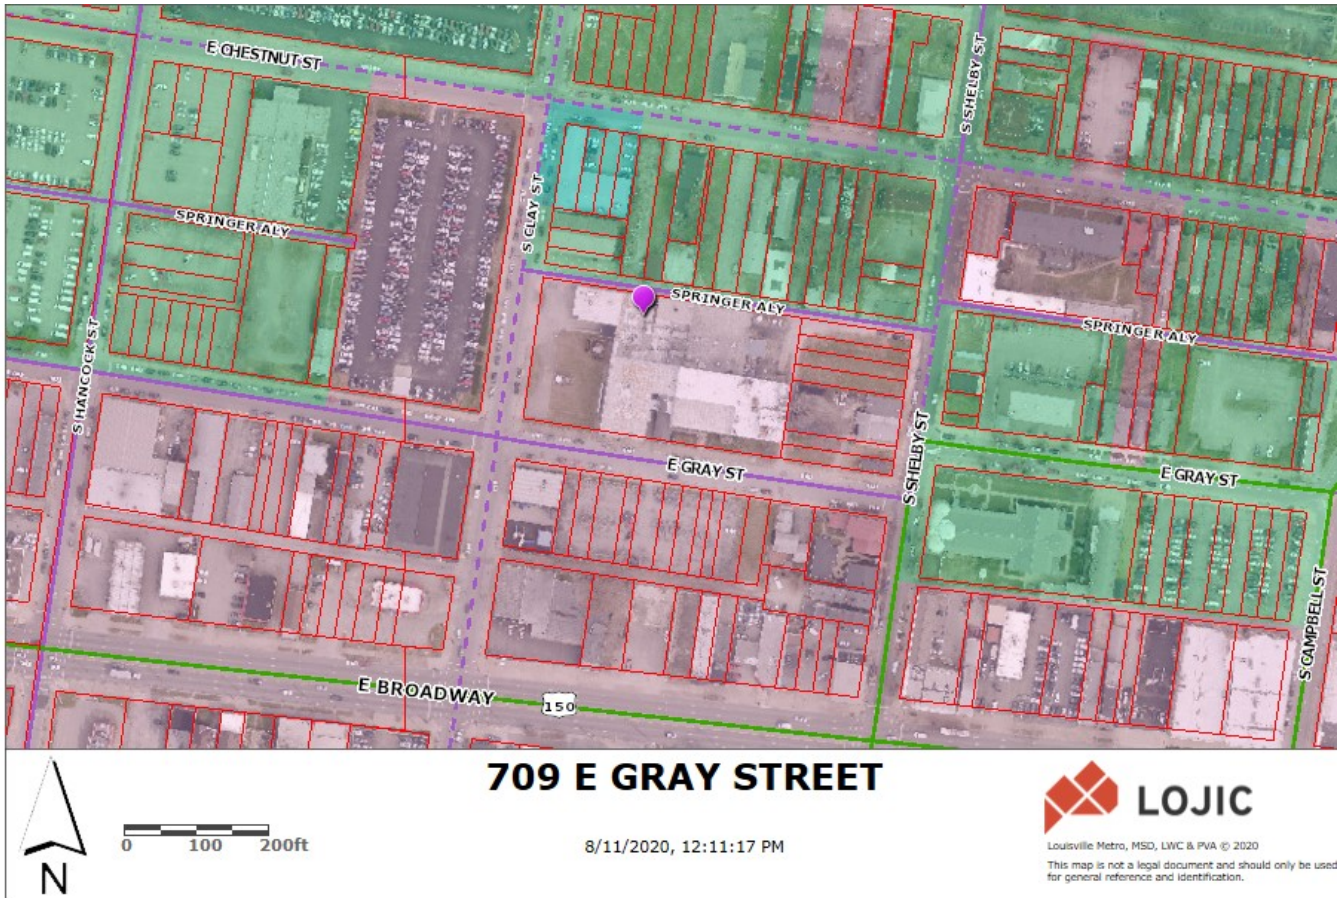 E CHESTNUT ST
S SHELBY ST
SPRINGER ALY
S CLAY ST
SPRINGER ALY
SPRINGER ALY
S HANCOCK ST
S SHELBY ST
E GRAY ST
E GRAY ST
S CAMPBELL ST
E BROADWAY
150
709 E GRAY STREET
LOJIC
0 100 200ft
8/11/2020, 12:11:17 PM
Louisville Metro, MSD, LWC & PVA © 2020
This map is not a legal document and should only be used
for general reference and identification.
N